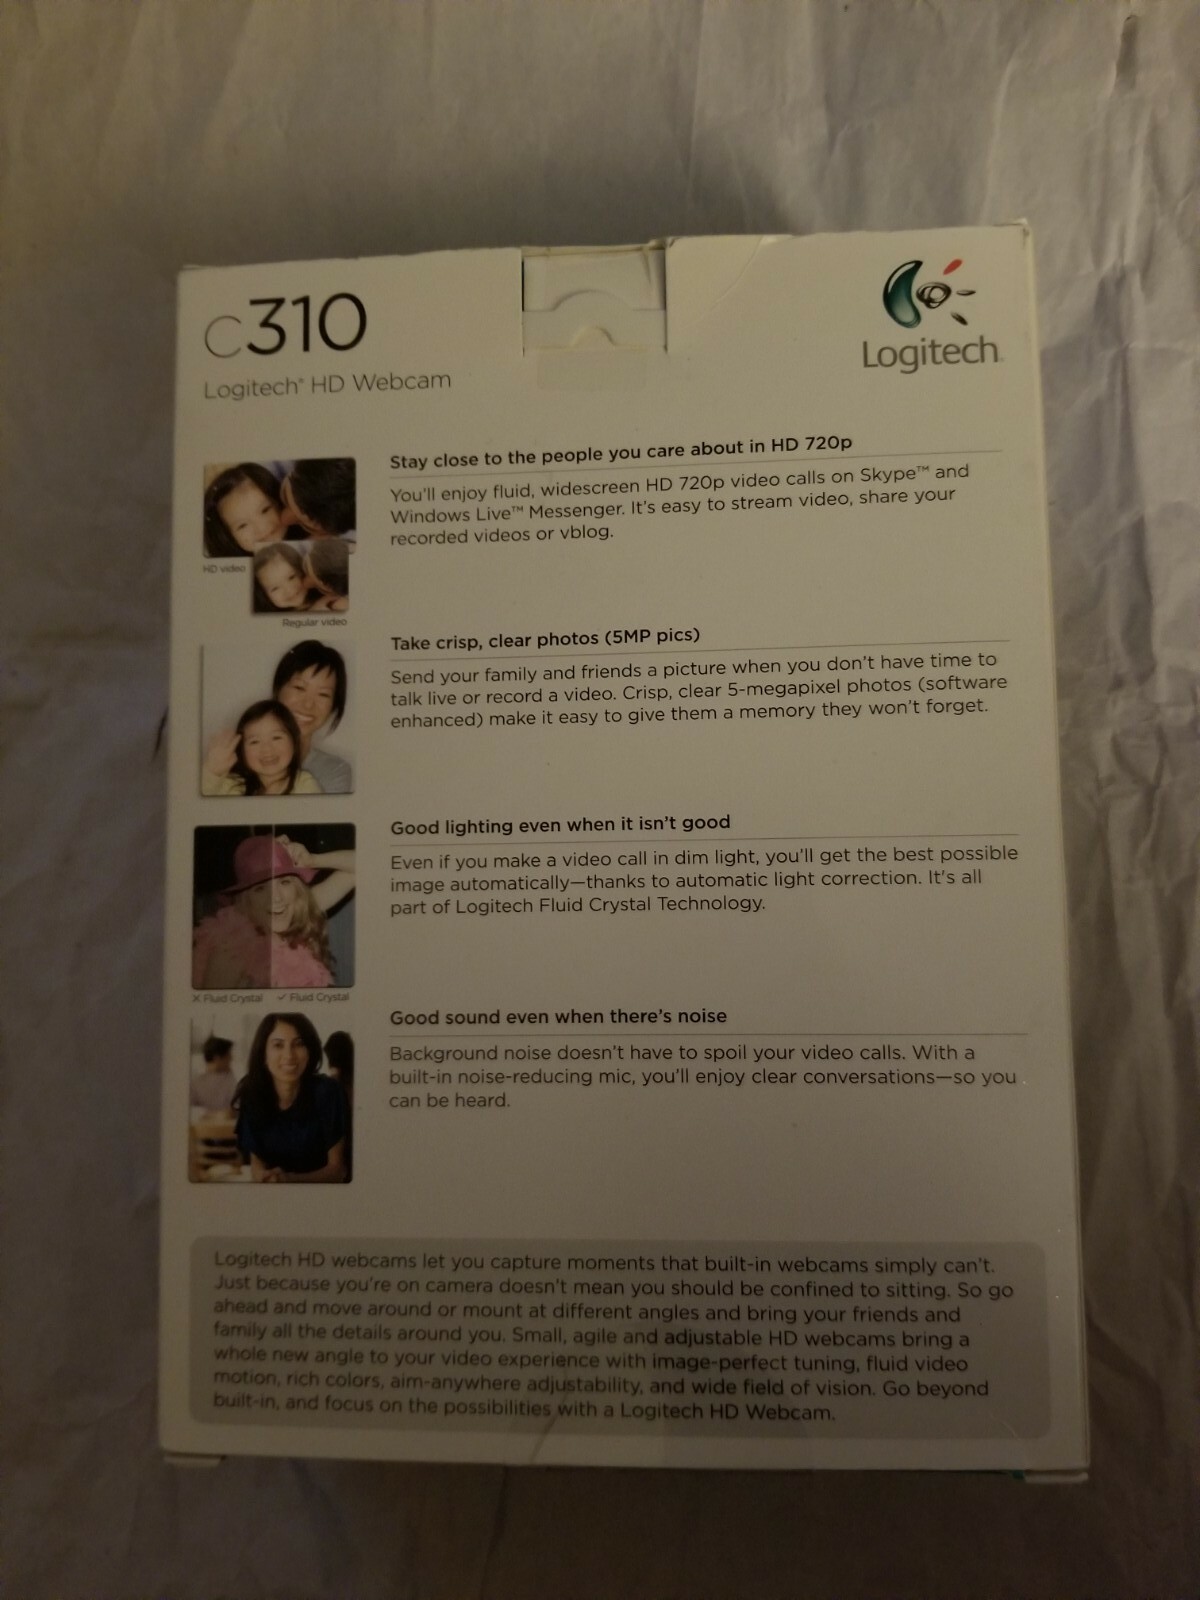 c310
Logitech
Logitech® HD Webcam
Stay close to the people you care about in HD 720p
You'll enjoy fluid, widescreen HD 720p video calls on Skype™ and
Windows Live™ Messenger. It's easy to stream video, share your
recorded videos or vblog.
HD video
Regular video
Take crisp, clear photos (5MP pics)
Send your family and friends a picture when you don't have time to
talk live or record a video. Crisp, clear 5-megapixel photos (software
enhanced) make it easy to give them a memory they won't forget.
Good lighting even when it isn't good
Even if you make a video call in dim light, you'll get the best possible
image automatically—thanks to automatic light correction. It's all
part of Logitech Fluid Crystal Technology.
✗ Fluid Crystal ✓ Fluid Crystal
Good sound even when there's noise
Background noise doesn't have to spoil your video calls. With a
built-in noise-reducing mic, you'll enjoy clear conversations—so you
can be heard.
Logitech HD webcams let you capture moments that built-in webcams simply can't.
Just because you're on camera doesn't mean you should be confined to sitting. So go
ahead and move around or mount at different angles and bring your friends and
family all the details around you. Small, agile and adjustable HD webcams bring a
whole new angle to your video experience with image-perfect tuning, fluid video
motion, rich colors, aim-anywhere adjustability, and wide field of vision. Go beyond
built-in, and focus on the possibilities with a Logitech HD Webcam.